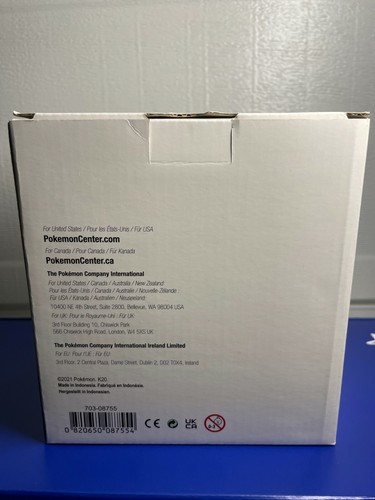 For United States / Pour les États-Unis / Für USA
PokemonCenter.com
For Canada / Pour Canada / Für Kanada
PokemonCenter.ca
The Pokémon Company International
For United States / Canada / Australia / New Zealand
Pour les États-Unis / Canada / Australie / Nouvelle-Zélande
Für USA / Kanada / Australien / Neuseeland
10400 NE 4th Street, Suite 2800, Bellevue, WA 98004 USA
For UK / Pour le Royaume-Uni / Für UK
3rd Floor Building 10, Chiswick Park
566 Chiswick High Road, London, W4 5XS UK
The Pokémon Company International Ireland Limited
For EU / Pour l'UE / Für EU
3rd Floor, 2 Central Plaza, Dame Street, Dublin 2, D02 T0X4, Ireland
©2021 Pokémon. K20.
Made in Indonesia. Fabriqué en Indonésie.
Hergestellt in Indonesien.
703-08755
0 820650 087554
CE
UK
CA
0-3